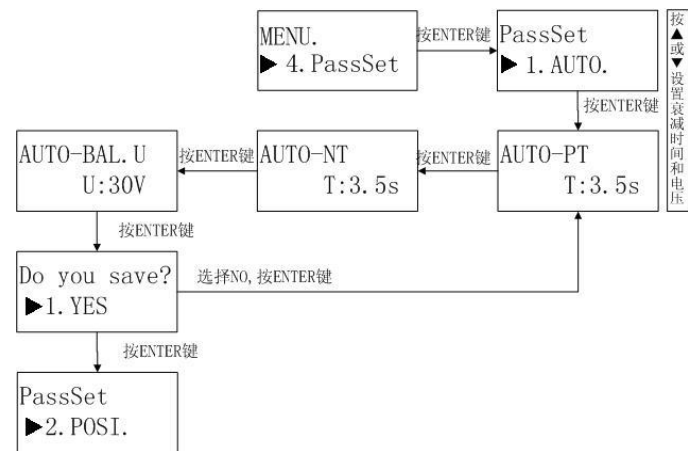 MENU.
▶ 4. PassSet
按ENTER键
PassSet
▶ 1. AUTO.
按▲或▼设置衰减时间和电压
按ENTER键
AUTO-BAL. U
U:30V
按ENTER键
AUTO-NT
T:3.5s
按ENTER键
AUTO-PT
T:3.5s
按ENTER键
Do you save?
▶1. YES
选择NO, 按ENTER键
按ENTER键
PassSet
▶2. POSI.